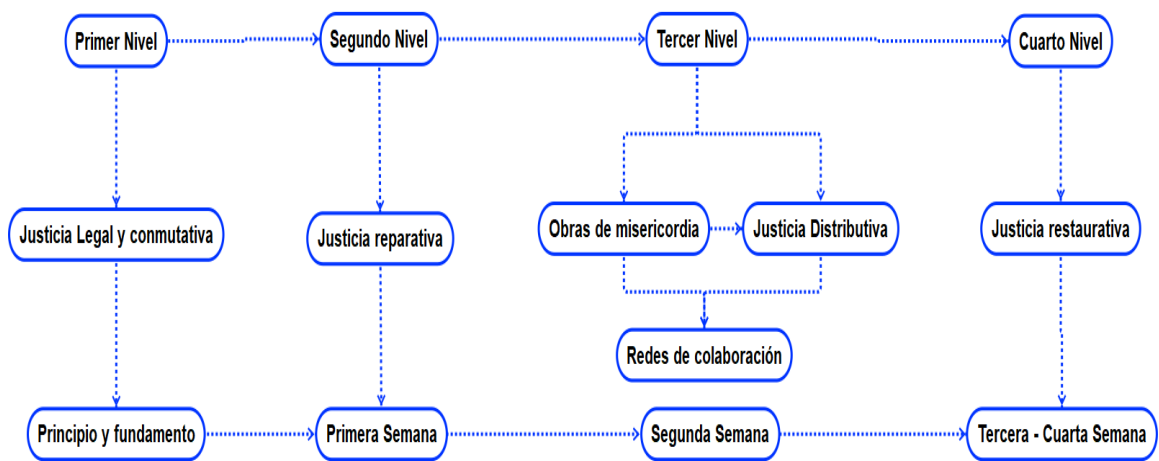 Primer Nivel
Segundo Nivel
Tercer Nivel
Cuarto Nivel
Justicia Legal y conmutativa
Justicia reparativa
Obras de misericordia
Justicia Distributiva
Justicia restaurativa
Redes de colaboración
Principio y fundamento
Primera Semana
Segunda Semana
Tercera - Cuarta Semana